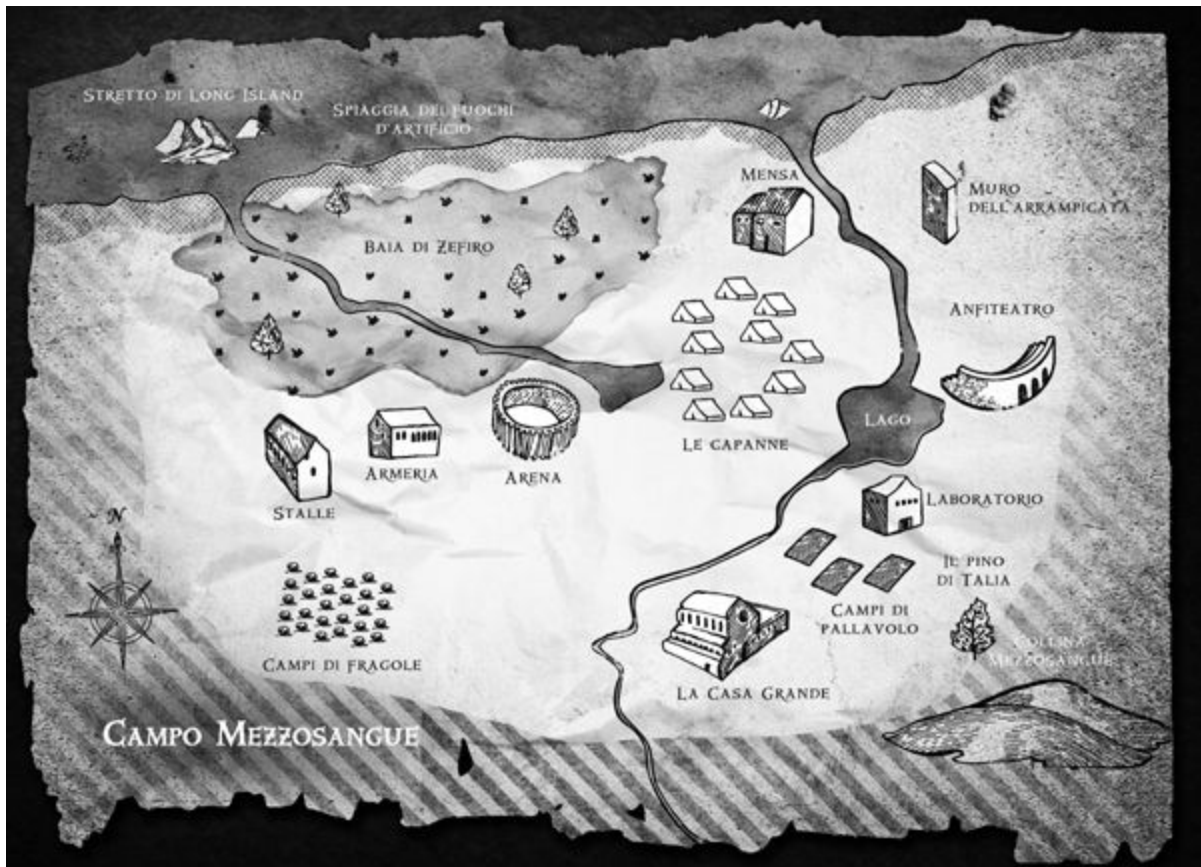 Stretto di Long Island
Spiaggia dei fuochi
d'artificio
Mensa
Muro
dell'arrampicata
Baia di Zefiro
Anfiteatro
Lago
Le capanne
Armeria
Arena
Stalle
Laboratorio
N
Il pino
di Talia
Campi di
pallavolo
Collina
Mezzosangue
Campi di fragole
La Casa Grande
Campo Mezzosangue